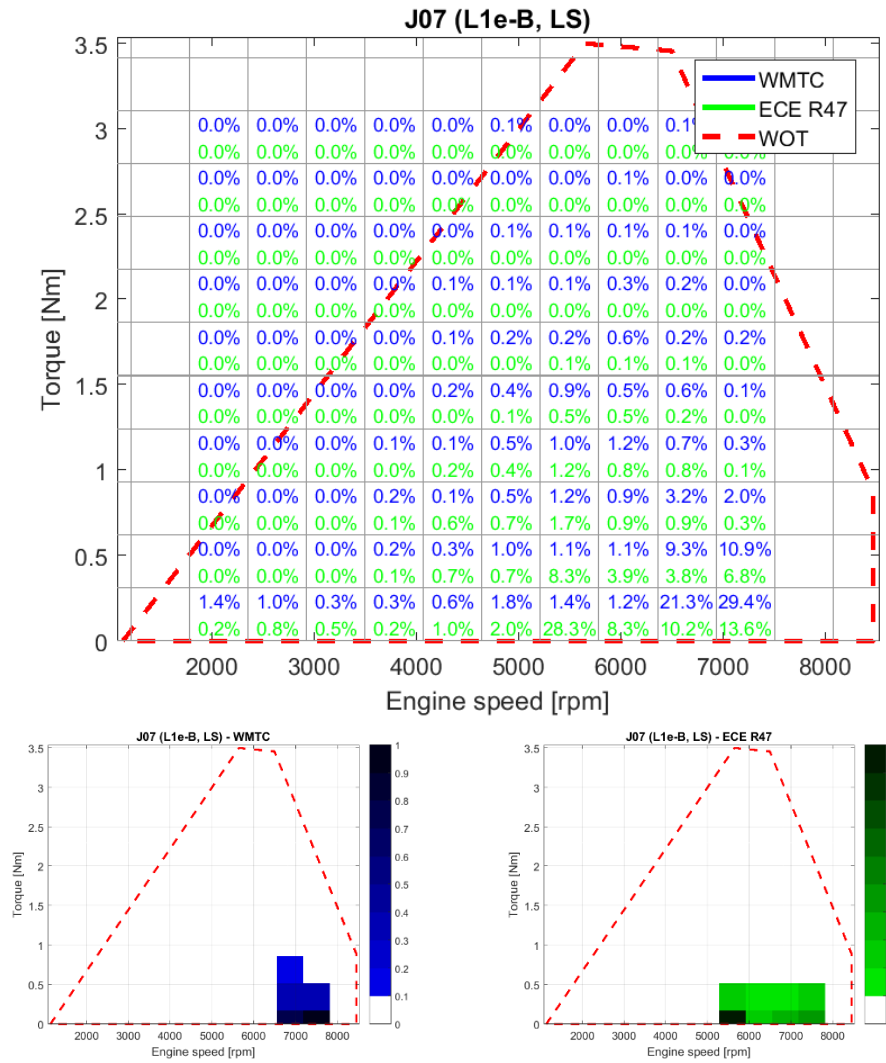 J07 (L1e-B, LS)
3.5
WMTC
ECE R47
WOT
0.0% 0.0% 0.0% 0.0% 0.0% 0.1% 0.0% 0.0% 0.1%
3
0.0% 0.0% 0.0% 0.0% 0.0% 0.0% 0.0% 0.0% 0.0% 0.0%
0.0% 0.0% 0.0% 0.0% 0.0% 0.0% 0.0% 0.1% 0.0% 0.0%
2.5
0.0% 0.0% 0.0% 0.0% 0.0% 0.0% 0.0% 0.0% 0.0% 0.0%
0.0% 0.0% 0.0% 0.0% 0.0% 0.1% 0.1% 0.1% 0.1% 0.0%
0.0% 0.0% 0.0% 0.0% 0.0% 0.0% 0.0% 0.0% 0.0% 0.0%
0.0% 0.0% 0.0% 0.0% 0.1% 0.1% 0.1% 0.3% 0.2% 0.0%
2
0.0% 0.0% 0.0% 0.0% 0.0% 0.0% 0.0% 0.0% 0.0% 0.0%
0.0% 0.0% 0.0% 0.0% 0.1% 0.2% 0.2% 0.6% 0.2% 0.2%
0.0% 0.0% 0.0% 0.0% 0.0% 0.0% 0.1% 0.1% 0.1% 0.0%
1.5
0.0% 0.0% 0.0% 0.0% 0.2% 0.4% 0.9% 0.5% 0.6% 0.1%
0.0% 0.0% 0.0% 0.0% 0.0% 0.1% 0.5% 0.5% 0.2% 0.0%
0.0% 0.0% 0.0% 0.1% 0.1% 0.5% 1.0% 1.2% 0.7% 0.3%
1
0.0% 0.0% 0.0% 0.0% 0.2% 0.4% 1.2% 0.8% 0.8% 0.1%
0.0% 0.0% 0.0% 0.2% 0.1% 0.5% 1.2% 0.9% 3.2% 2.0%
0.0% 0.0% 0.0% 0.1% 0.6% 0.7% 1.7% 0.9% 0.9% 0.3%
0.5
0.0% 0.0% 0.0% 0.2% 0.3% 1.0% 1.1% 1.1% 9.3% 10.9%
0.0% 0.0% 0.0% 0.1% 0.7% 0.7% 8.3% 3.9% 3.8% 6.8%
1.4% 1.0% 0.3% 0.3% 0.6% 1.8% 1.4% 1.2% 21.3% 29.4%
0
0.2% 0.8% 0.5% 0.2% 1.0% 2.0% 28.3% 8.3% 10.2% 13.6%
Torque [Nm]
2000 3000 4000 5000 6000 7000 8000
Engine speed [rpm]
J07 (L1e-B, LS) - WMTC
3.5
3
2.5
2
1.5
1
0.5
0
Torque [Nm]
2000 3000 4000 5000 6000 7000 8000
Engine speed [rpm]
1
0.9
0.8
0.7
0.6
0.5
0.4
0.3
0.2
0.1
0
J07 (L1e-B, LS) - ECE R47
3.5
3
2.5
2
1.5
1
0.5
0
Torque [Nm]
2000 3000 4000 5000 6000 7000 8000
Engine speed [rpm]